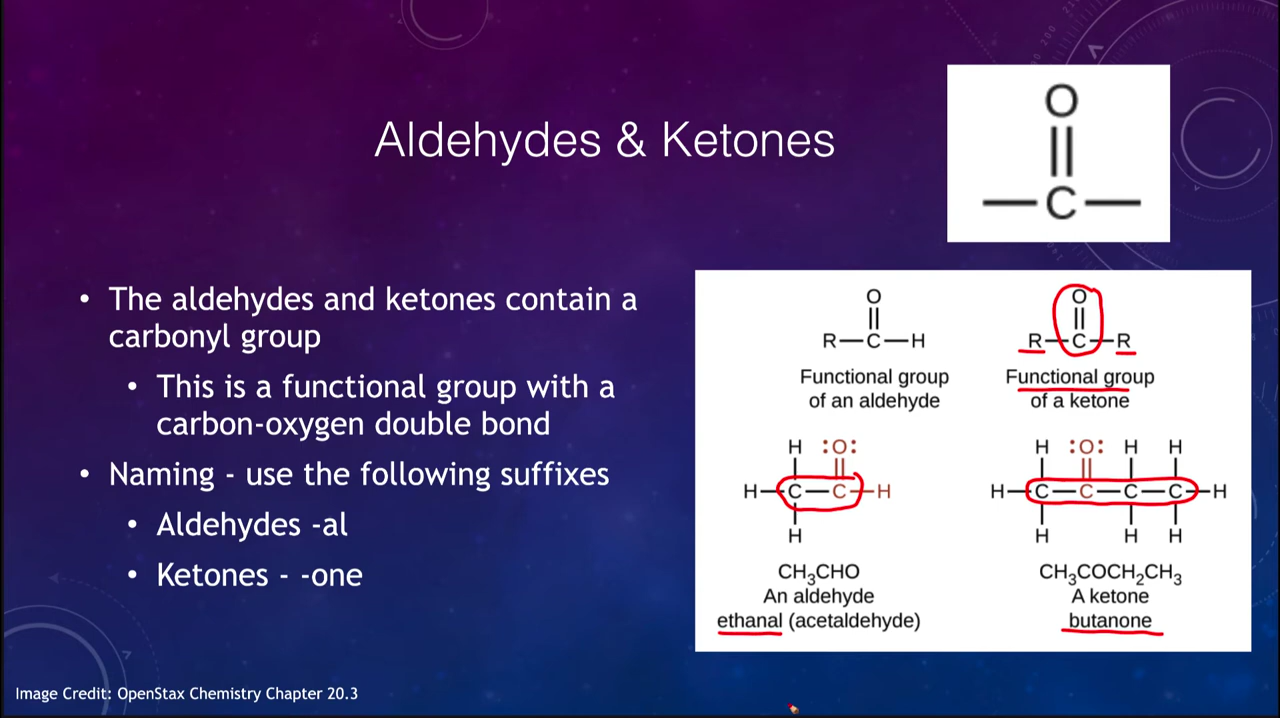 Aldehydes & Ketones
O
—C—
• The aldehydes and ketones contain a
carbonyl group
• This is a functional group with a
carbon-oxygen double bond
• Naming - use the following suffixes
• Aldehydes -al
• Ketones - -one
O
R—C—H
Functional group
of an aldehyde
O
R—C—R
Functional group
of a ketone
H :O:
H—C—C—H
H
CH₃CHO
An aldehyde
ethanal (acetaldehyde)
H :O: H H
H—C—C—C—C—H
H H H
CH₃COCH₂CH₃
A ketone
butanone
Image Credit: OpenStax Chemistry Chapter 20.3